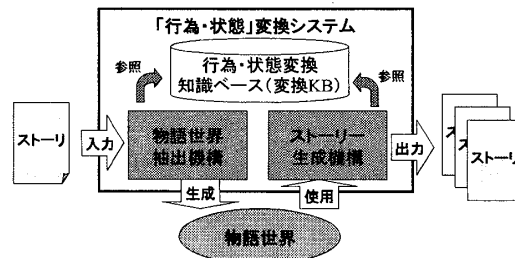 「行為・状態」変換システム
参照
行為・状態変換
知識ベース(変換KB)
参照
ストーリ
入力
物語世界
抽出機構
ストーリー
生成機構
出力
ス
ス
ストーリ
生成
使用
物語世界